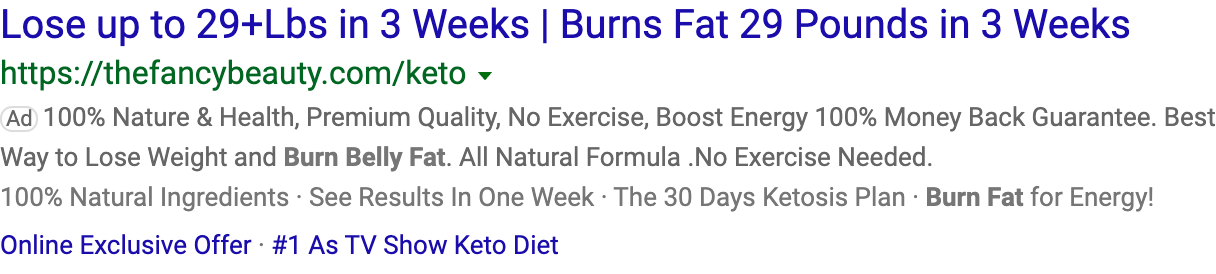 Lose up to 29+Lbs in 3 Weeks | Burns Fat 29 Pounds in 3 Weeks
https://thefancybeauty.com/keto
Ad 100% Nature & Health, Premium Quality, No Exercise, Boost Energy 100% Money Back Guarantee. Best
Way to Lose Weight and Burn Belly Fat. All Natural Formula .No Exercise Needed.
100% Natural Ingredients · See Results In One Week · The 30 Days Ketosis Plan · Burn Fat for Energy!
Online Exclusive Offer · #1 As TV Show Keto Diet